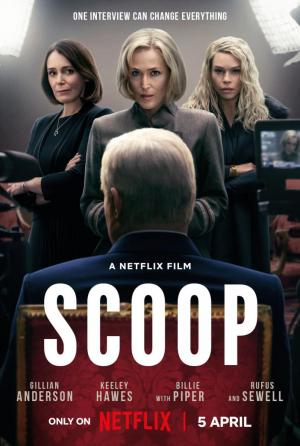 ONE INTERVIEW CAN CHANGE EVERYTHING
A NETFLIX FILM
SCOOP
GILLIAN ANDERSON
KEELEY HAWES
WITH BILLIE PIPER
AND RUFUS SEWELL
ONLY ON NETFLIX | 5 APRIL